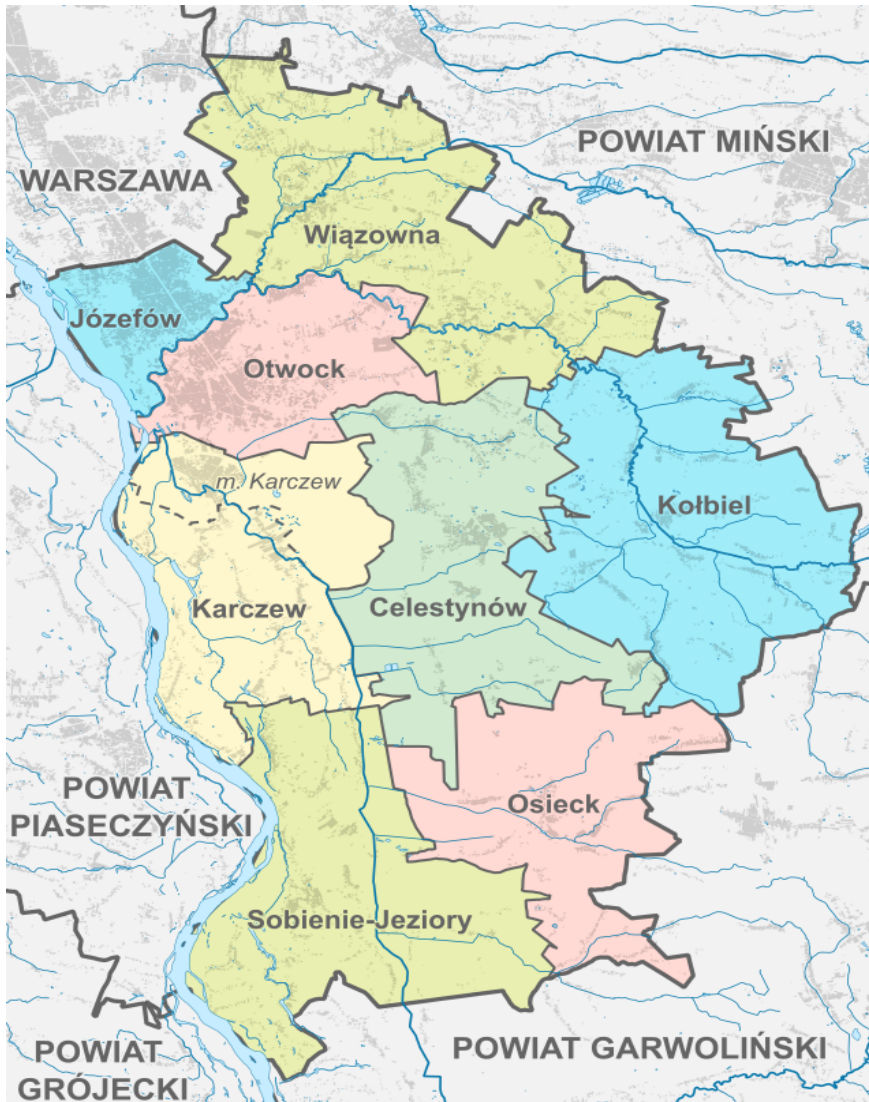 POWIAT MIŃSKI
WARSZAWA
Wiązowna
Józefów
Otwock
m. Karczew
Kołbiel
Karczew
Celestynów
POWIAT
PIASECZYŃSKI
Osieck
Sobienie-Jeziory
POWIAT
GRÓJECKI
POWIAT GARWOLIŃSKI